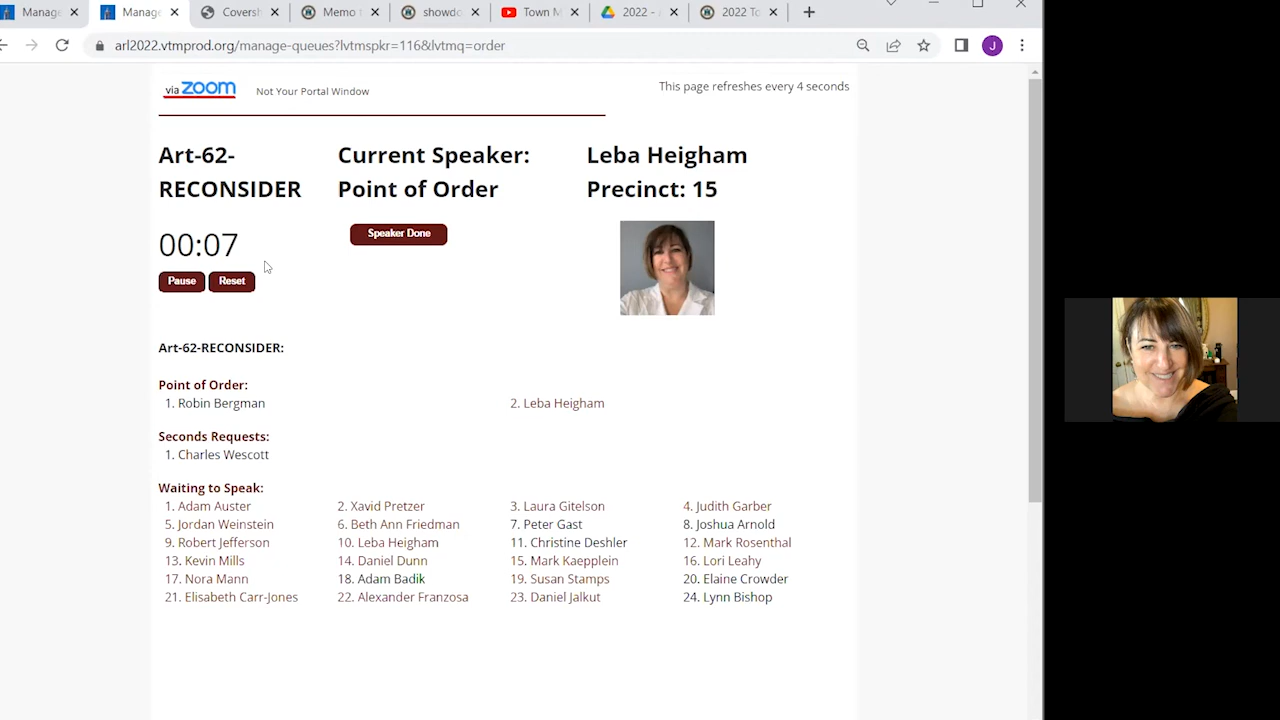 Manage
Manage
Covershe
Memo t
showdo
Town M
2022 - 
2022 To
arl2022.vtmprod.org/manage-queues?lvtmspkr=116&lvtmq=order
J
via zoom
Not Your Portal Window
This page refreshes every 4 seconds
Art-62-
RECONSIDER
Current Speaker:
Point of Order
Leba Heigham
Precinct: 15
00:07
Speaker Done
Pause
Reset
Art-62-RECONSIDER:
Point of Order:
1. Robin Bergman
2. Leba Heigham
Seconds Requests:
1. Charles Wescott
Waiting to Speak:
1. Adam Auster
2. Xavid Pretzer
3. Laura Gitelson
4. Judith Garber
5. Jordan Weinstein
6. Beth Ann Friedman
7. Peter Gast
8. Joshua Arnold
9. Robert Jefferson
10. Leba Heigham
11. Christine Deshler
12. Mark Rosenthal
13. Kevin Mills
14. Daniel Dunn
15. Mark Kaepplein
16. Lori Leahy
17. Nora Mann
18. Adam Badik
19. Susan Stamps
20. Elaine Crowder
21. Elisabeth Carr-Jones
22. Alexander Franzosa
23. Daniel Jalkut
24. Lynn Bishop